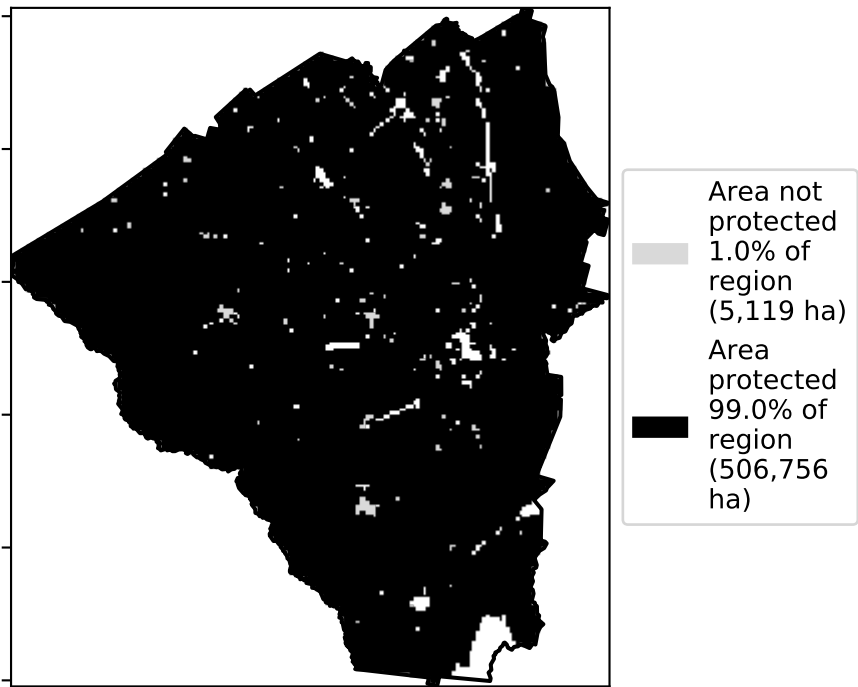 Area not
protected
1.0% of
region
(5,119 ha)
Area
protected
99.0% of
region
(506,756
ha)